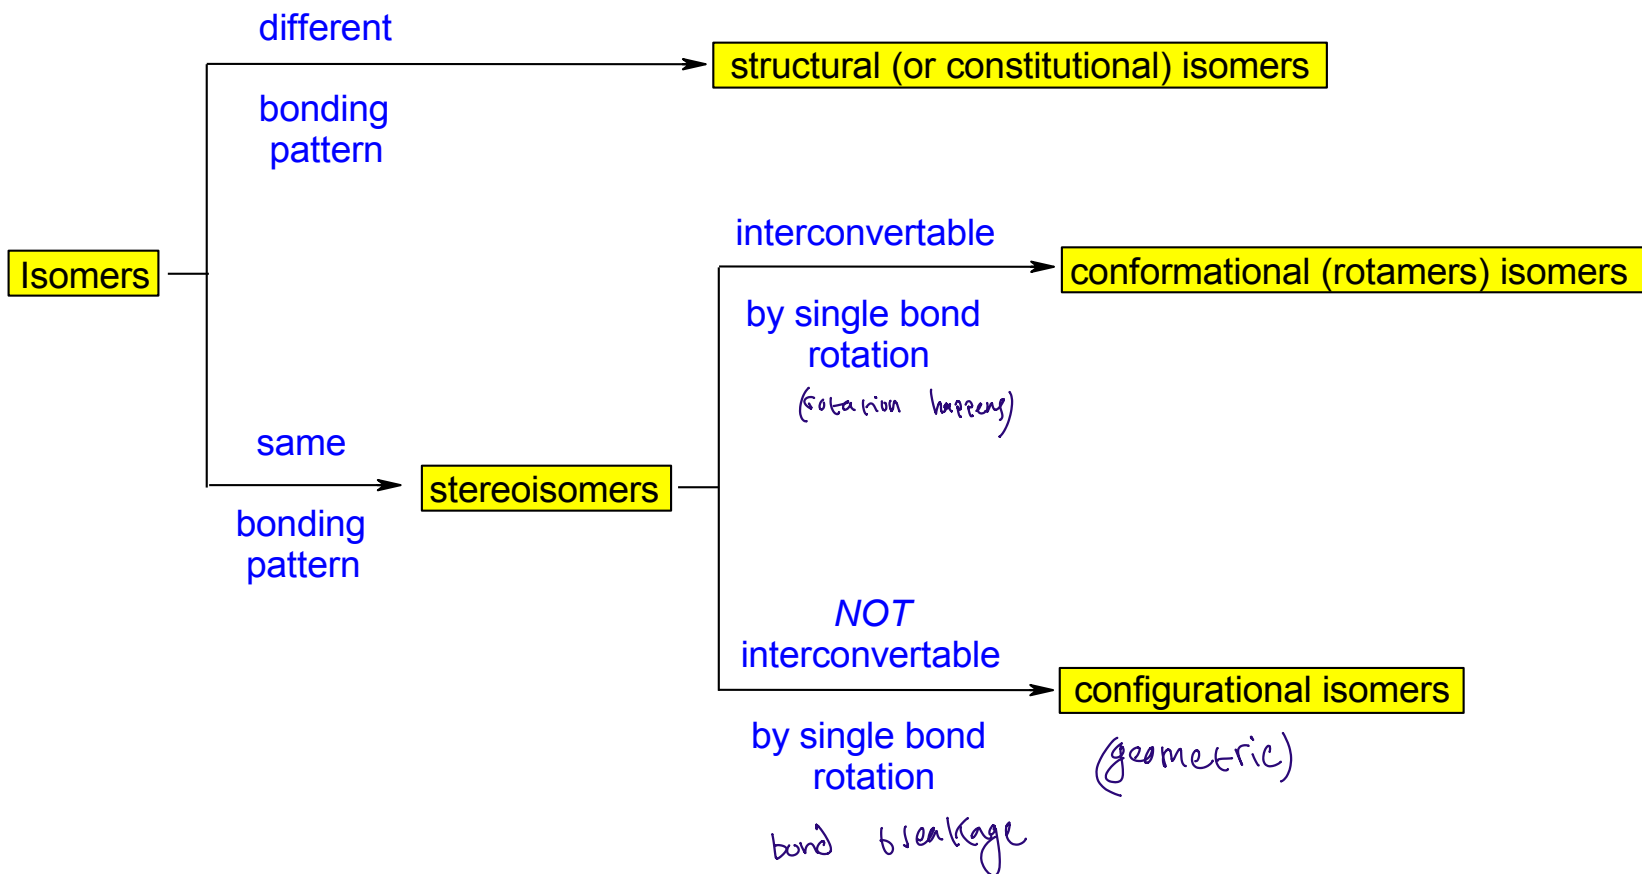 different
structural (or constitutional) isomers
bonding
pattern
interconvertable
Isomers
conformational (rotamers) isomers
by single bond
rotation
(rotation happens)
same
stereoisomers
bonding
pattern
NOT
interconvertable
configurational isomers
by single bond
rotation
(geometric)
bond breakage